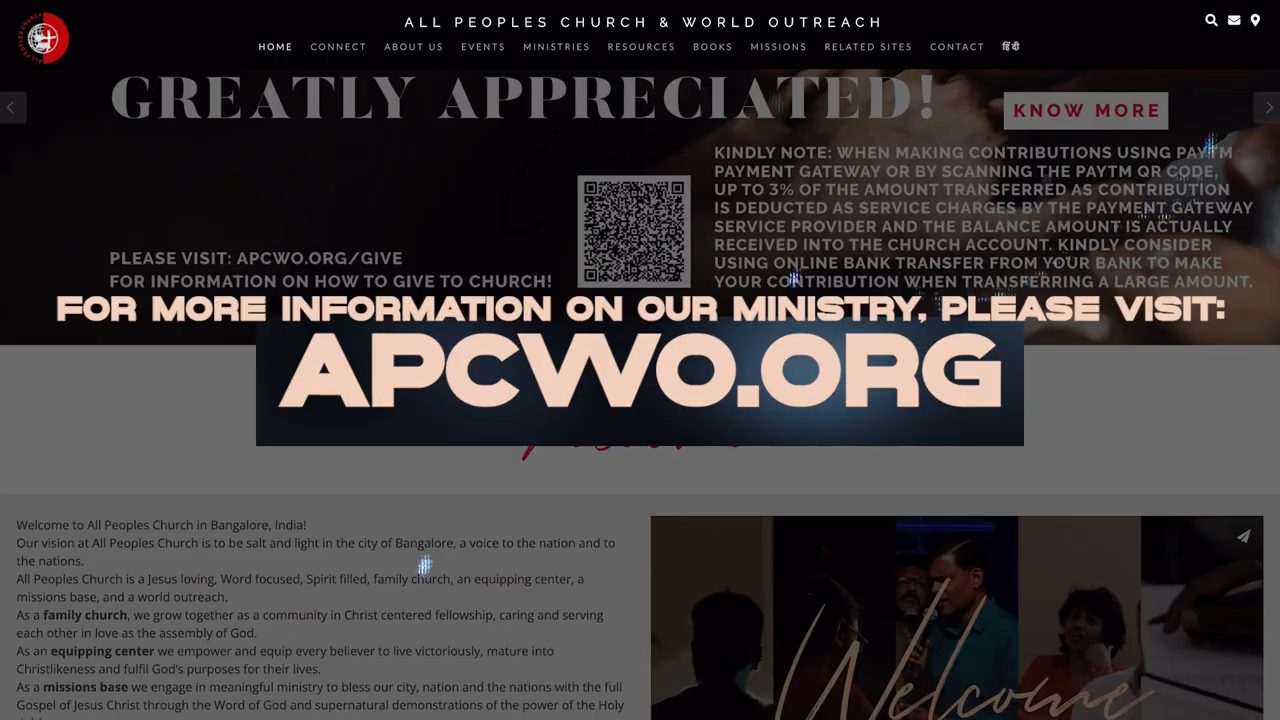 ALL PEOPLES CHURCH & WORLD OUTREACH
HOME CONNECT ABOUT US EVENTS MINISTRIES RESOURCES BOOKS MISSIONS RELATED SITES CONTACT हिंदी
GREATLY APPRECIATED!
KNOW MORE
KINDLY NOTE: WHEN MAKING CONTRIBUTIONS USING PAYTM
PAYMENT GATEWAY OR BY SCANNING THE PAYTM QR CODE,
UP TO 3% OF THE AMOUNT TRANSFERRED AS CONTRIBUTION
IS DEDUCTED AS SERVICE CHARGES BY THE PAYMENT GATEWAY
SERVICE PROVIDER AND THE BALANCE AMOUNT IS ACTUALLY
RECEIVED INTO THE CHURCH ACCOUNT. KINDLY CONSIDER
USING ONLINE BANK TRANSFER FROM YOUR BANK TO MAKE
YOUR CONTRIBUTION WHEN TRANSFERRING A LARGE AMOUNT.
PLEASE VISIT: APCWO.ORG/GIVE
FOR INFORMATION ON HOW TO GIVE TO CHURCH!
FOR MORE INFORMATION ON OUR MINISTRY, PLEASE VISIT:
APCWO.ORG
Welcome to All Peoples Church in Bangalore, India!
Our vision at All Peoples Church is to be salt and light in the city of Bangalore, a voice to the nation and to
the nations.
All Peoples Church is a Jesus loving, Word focused, Spirit filled, family church, an equipping center, a
missions base, and a world outreach.
As a family church, we grow together as a community in Christ centered fellowship, caring and serving
each other in love as the assembly of God.
As an equipping center we empower and equip every believer to live victoriously, mature into
Christlikeness and fulfil God's purposes for their lives.
As a missions base we engage in meaningful ministry to bless our city, nation and the nations with the full
Gospel of Jesus Christ through the Word of God and supernatural demonstrations of the power of the Holy
Welcome